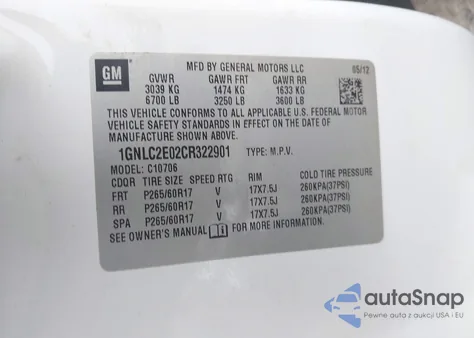 GM
MFD BY GENERAL MOTORS LLC
05/12
GVWR GAWR FRT GAWR RR
3039 KG 1474 KG 1633 KG
6700 LB 3250 LB 3600 LB
THIS VEHICLE CONFORMS TO ALL APPLICABLE U.S. FEDERAL MOTOR
VEHICLE SAFETY STANDARDS IN EFFECT ON THE DATE OF
MANUFACTURE SHOWN ABOVE.
1GNLC2E02CR322901 TYPE: M.P.V.
MODEL: C10706
CDQR TIRE SIZE SPEED RTG RIM COLD TIRE PRESSURE
FRT P265/60R17 V 17X7.5J 260KPA(37PSI)
RR P265/60R17 V 17X7.5J 260KPA(37PSI)
SPA P265/60R17 V 17X7.5J 260KPA(37PSI)
SEE OWNER'S MANUAL FOR MORE INFORMATION
autoSnap
Pewne auta z aukcji USA i EU